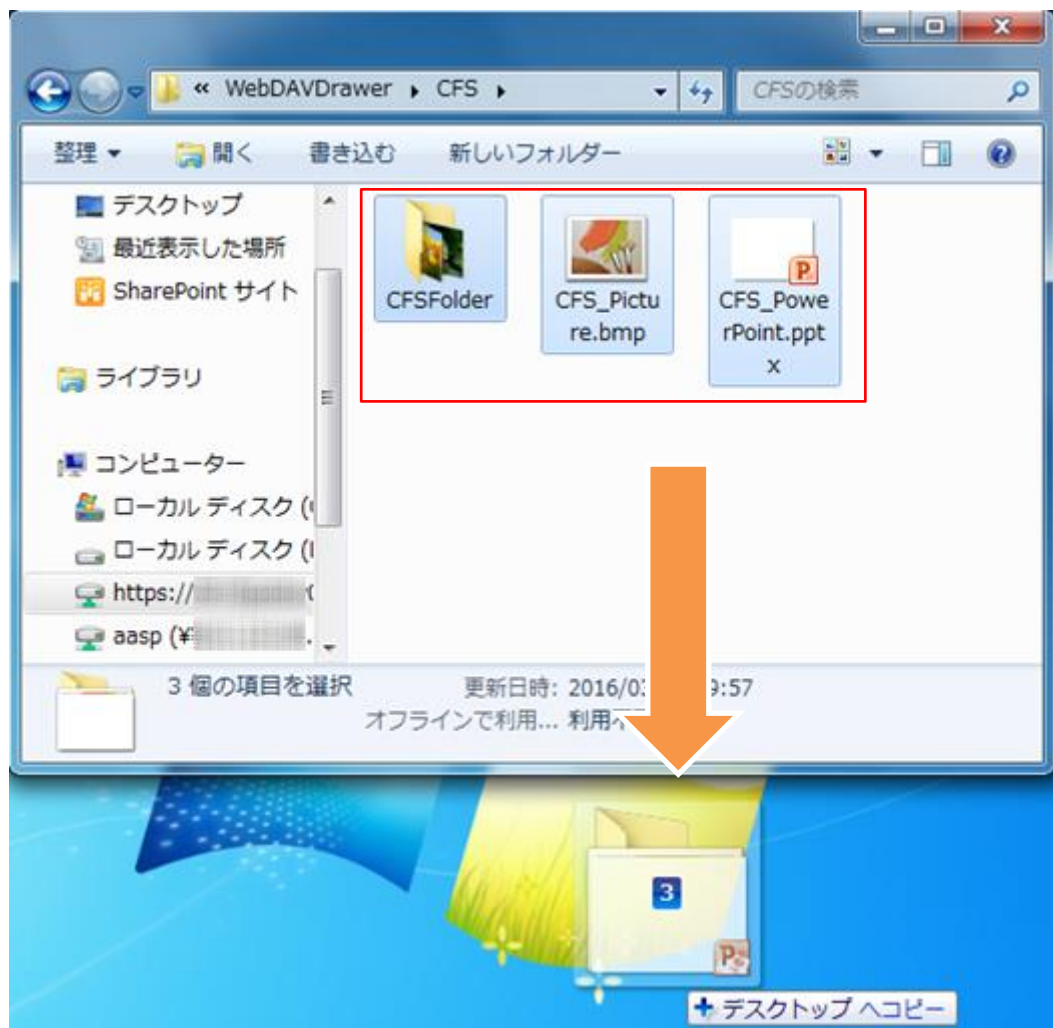 « WebDAVDrawer ▸ CFS ▸
CFSの検索
整理 ▼ 開く 書き込む 新しいフォルダー
デスクトップ
最近表示した場所
SharePoint サイト
ライブラリ
コンピューター
ローカル ディスク (
ローカル ディスク (
https://
aasp (¥
CFSFolder
CFS_Pictu
re.bmp
CFS_Powe
rPoint.ppt
x
3 個の項目を選択
更新日時: 2016/0 9:57
オフラインで利用... 利用
3
デスクトップ へコピー